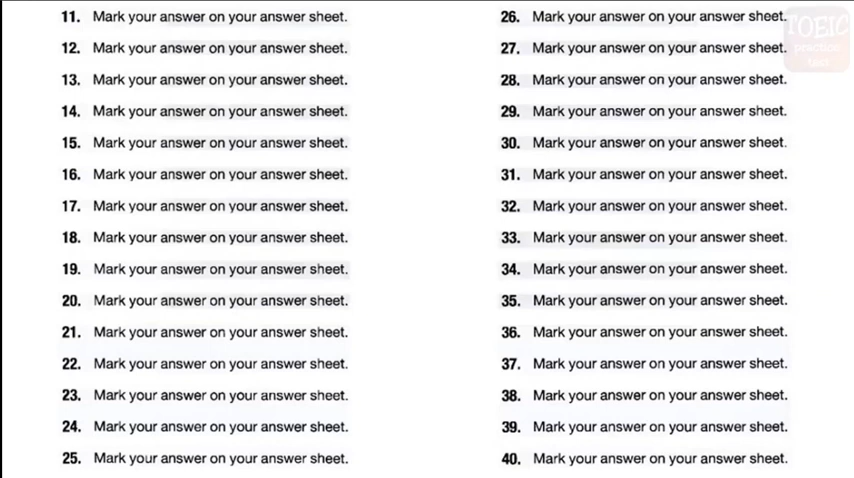 11. Mark your answer on your answer sheet.
12. Mark your answer on your answer sheet.
13. Mark your answer on your answer sheet.
14. Mark your answer on your answer sheet.
15. Mark your answer on your answer sheet.
16. Mark your answer on your answer sheet.
17. Mark your answer on your answer sheet.
18. Mark your answer on your answer sheet.
19. Mark your answer on your answer sheet.
20. Mark your answer on your answer sheet.
21. Mark your answer on your answer sheet.
22. Mark your answer on your answer sheet.
23. Mark your answer on your answer sheet.
24. Mark your answer on your answer sheet.
25. Mark your answer on your answer sheet.
26. Mark your answer on your answer sheet.
27. Mark your answer on your answer sheet.
28. Mark your answer on your answer sheet.
29. Mark your answer on your answer sheet.
30. Mark your answer on your answer sheet.
31. Mark your answer on your answer sheet.
32. Mark your answer on your answer sheet.
33. Mark your answer on your answer sheet.
34. Mark your answer on your answer sheet.
35. Mark your answer on your answer sheet.
36. Mark your answer on your answer sheet.
37. Mark your answer on your answer sheet.
38. Mark your answer on your answer sheet.
39. Mark your answer on your answer sheet.
40. Mark your answer on your answer sheet.
TOEIC
practice
test